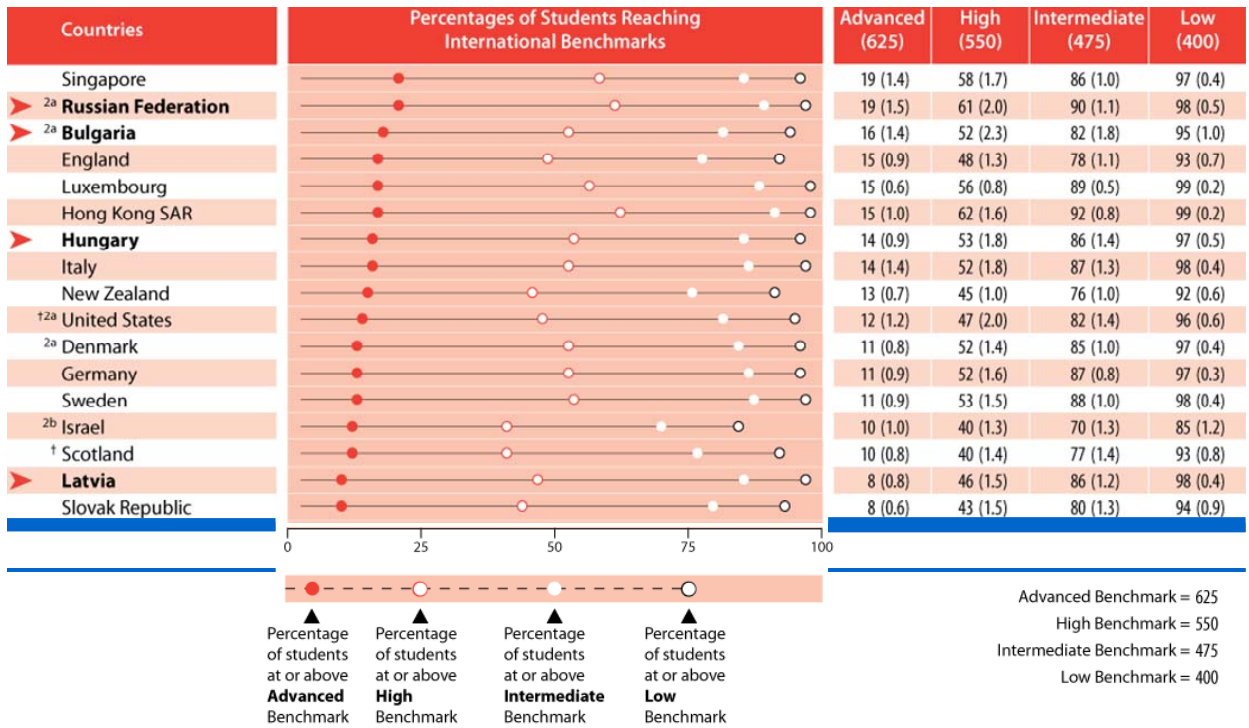 Countries
Percentages of Students Reaching
International Benchmarks
Advanced (625)
High (550)
Intermediate (475)
Low (400)
Singapore 19 (1.4) 58 (1.7) 86 (1.0) 97 (0.4)
2a Russian Federation 19 (1.5) 61 (2.0) 90 (1.1) 98 (0.5)
2a Bulgaria 16 (1.4) 52 (2.3) 82 (1.8) 95 (1.0)
England 15 (0.9) 48 (1.3) 78 (1.1) 93 (0.7)
Luxembourg 15 (0.6) 56 (0.8) 89 (0.5) 99 (0.2)
Hong Kong SAR 15 (1.0) 62 (1.6) 92 (0.8) 99 (0.2)
Hungary 14 (0.9) 53 (1.8) 86 (1.4) 97 (0.5)
Italy 14 (1.4) 52 (1.8) 87 (1.3) 98 (0.4)
New Zealand 13 (0.7) 45 (1.0) 76 (1.0) 92 (0.6)
†2a United States 12 (1.2) 47 (2.0) 82 (1.4) 96 (0.6)
2a Denmark 11 (0.8) 52 (1.4) 85 (1.0) 97 (0.4)
Germany 11 (0.9) 52 (1.6) 87 (0.8) 97 (0.3)
Sweden 11 (0.9) 53 (1.5) 88 (1.0) 98 (0.4)
2b Israel 10 (1.0) 40 (1.3) 70 (1.3) 85 (1.2)
† Scotland 10 (0.8) 40 (1.4) 77 (1.4) 93 (0.8)
Latvia 8 (0.8) 46 (1.5) 86 (1.2) 98 (0.4)
Slovak Republic 8 (0.6) 43 (1.5) 80 (1.3) 94 (0.9)
0 25 50 75 100
Percentage
of students
at or above
Advanced
Benchmark
Percentage
of students
at or above
High
Benchmark
Percentage
of students
at or above
Intermediate
Benchmark
Percentage
of students
at or above
Low
Benchmark
Advanced Benchmark = 625
High Benchmark = 550
Intermediate Benchmark = 475
Low Benchmark = 400